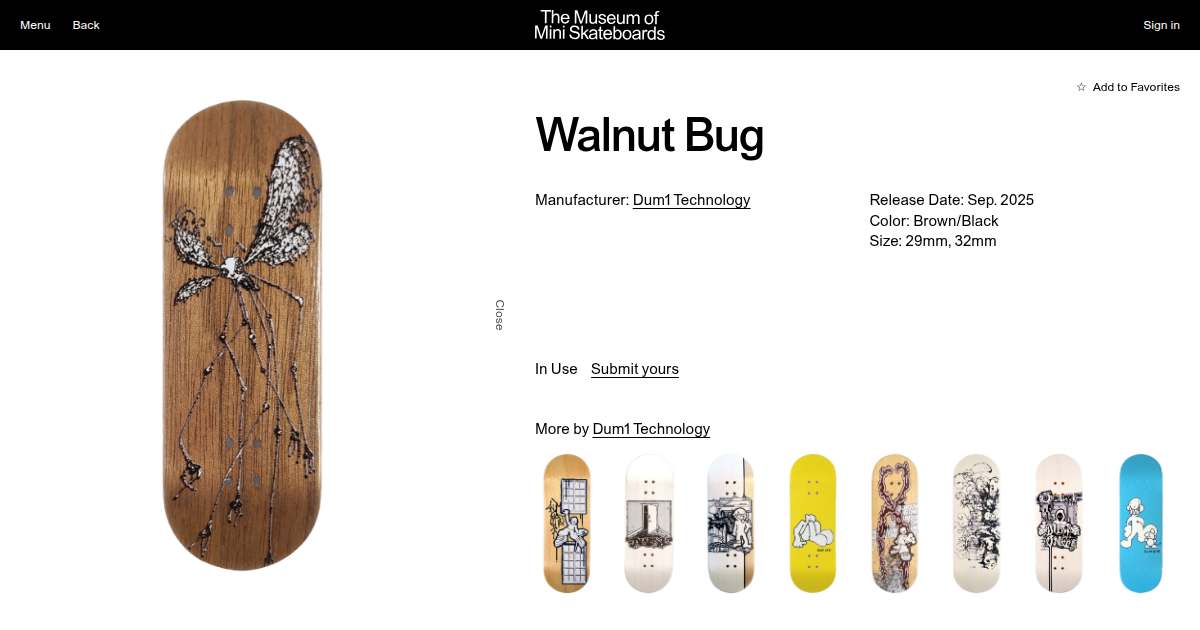 Menu
Back
The Museum of
Mini Skateboards
Sign in
☆ Add to Favorites
Walnut Bug
Manufacturer: Dum1 Technology
Release Date: Sep. 2025
Color: Brown/Black
Size: 29mm, 32mm
Close
In Use Submit yours
More by Dum1 Technology